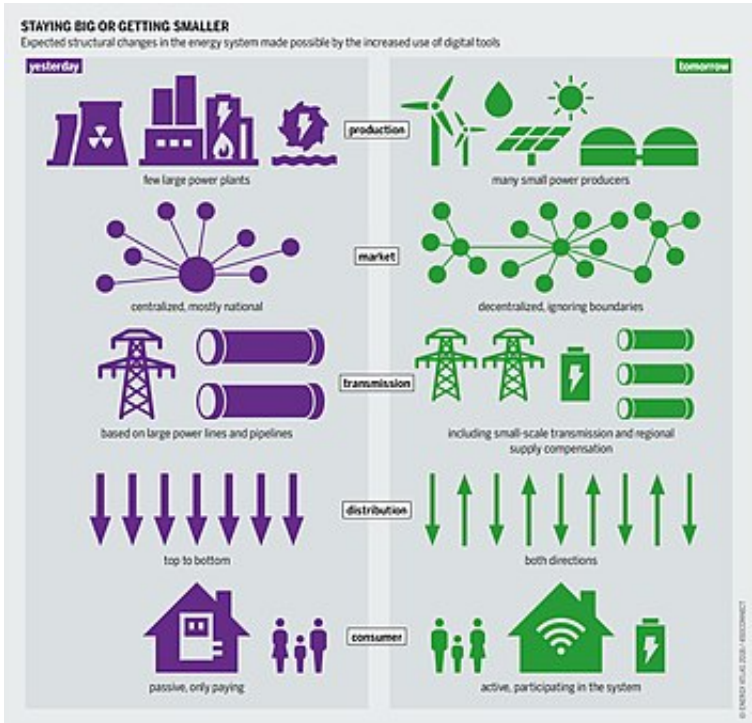 STAYING BIG OR GETTING SMALLER
Expected structural changes in the energy system made possible by the increased use of digital tools
yesterday
tomorrow
production
few large power plants
many small power producers
market
centralized, mostly national
decentralized, ignoring boundaries
transmission
based on large power lines and pipelines
including small-scale transmission and regional
supply compensation
distribution
top to bottom
both directions
consumer
passive, only paying
active, participating in the system
© ENERGY ATLAS 2018 /